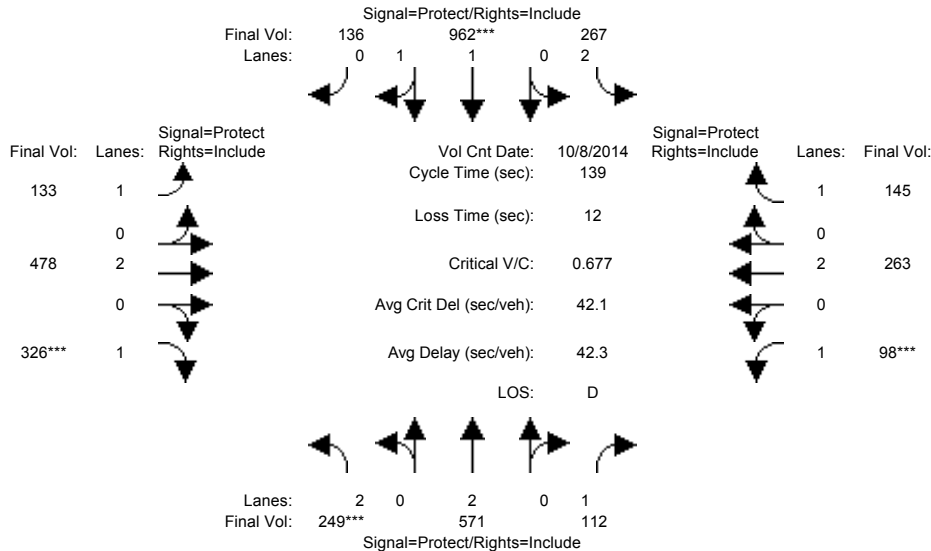 Signal=Protect/Rights=Include
Final Vol: 136 962*** 267
Lanes: 0 1 1 0 2
Signal=Protect Signal=Protect
Final Vol: Lanes: Rights=Include Vol Cnt Date: 10/8/2014 Rights=Include Lanes: Final Vol:
Cycle Time (sec): 139
133 1 1 145
Loss Time (sec): 12
0 0
478 2 Critical V/C: 0.677 2 263
0 Avg Crit Del (sec/veh): 42.1 0
326*** 1 Avg Delay (sec/veh): 42.3 1 98***
LOS: D
Lanes: 2 0 2 0 1
Final Vol: 249*** 571 112
Signal=Protect/Rights=Include